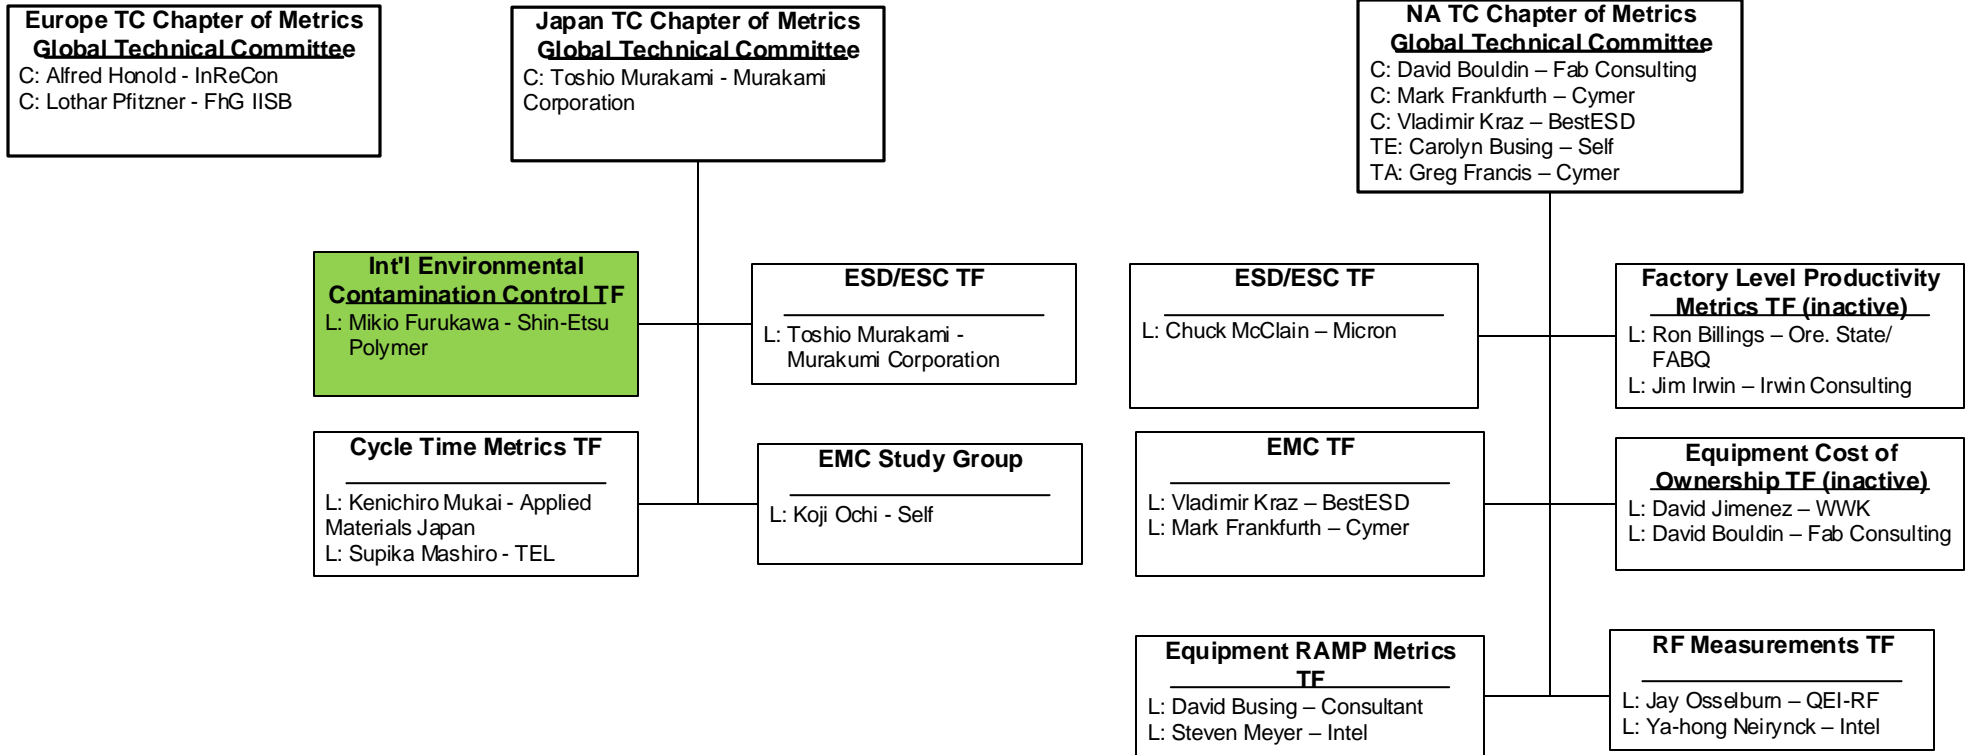 Europe TC Chapter of Metrics
Global Technical Committee
C: Alfred Honold - InReCon
C: Lothar Pfitzner - FhG IISB
Japan TC Chapter of Metrics
Global Technical Committee
C: Toshio Murakami - Murakami
Corporation
NA TC Chapter of Metrics
Global Technical Committee
C: David Bouldin – Fab Consulting
C: Mark Frankfurth – Cymer
C: Vladimir Kraz – BestESD
TE: Carolyn Busing – Self
TA: Greg Francis – Cymer
Int'l Environmental
Contamination Control TF
L: Mikio Furukawa - Shin-Etsu
Polymer
ESD/ESC TF
L: Toshio Murakami -
Murakumi Corporation
ESD/ESC TF
L: Chuck McClain – Micron
Factory Level Productivity
Metrics TF (inactive)
L: Ron Billings – Ore. State/
FABQ
L: Jim Irwin – Irwin Consulting
Cycle Time Metrics TF
L: Kenichiro Mukai - Applied
Materials Japan
L: Supika Mashiro - TEL
EMC Study Group
L: Koji Ochi - Self
EMC TF
L: Vladimir Kraz – BestESD
L: Mark Frankfurth – Cymer
Equipment Cost of
Ownership TF (inactive)
L: David Jimenez – WWK
L: David Bouldin – Fab Consulting
Equipment RAMP Metrics
TF
L: David Busing – Consultant
L: Steven Meyer – Intel
RF Measurements TF
L: Jay Osselburn – QEI-RF
L: Ya-hong Neirynck – Intel